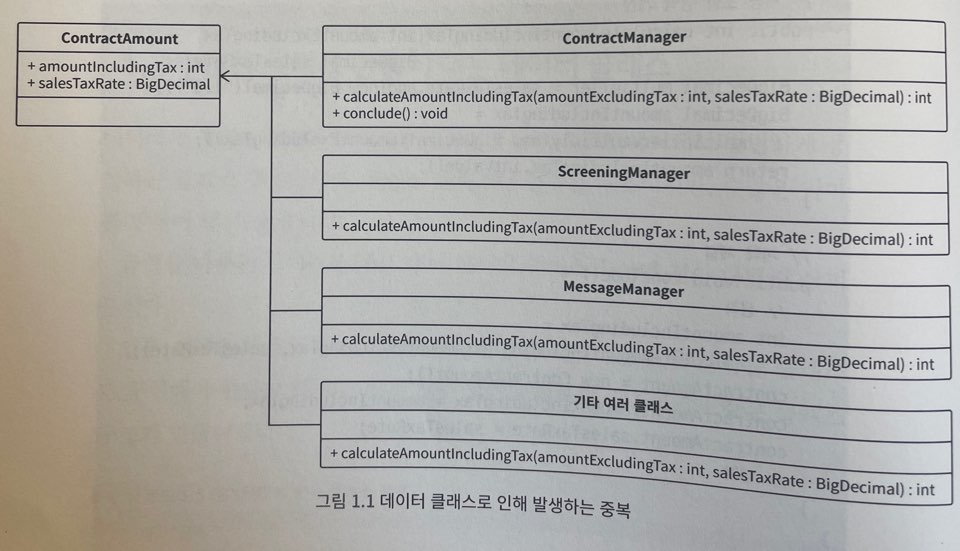 ContractAmount
+ amountIncludingTax : int
+ salesTaxRate : BigDecimal
ContractManager
+ calculateAmountIncludingTax(amountExcludingTax : int, salesTaxRate : BigDecimal) : int
+ conclude() : void
ScreeningManager
+ calculateAmountIncludingTax(amountExcludingTax : int, salesTaxRate : BigDecimal) : int
MessageManager
+ calculateAmountIncludingTax(amountExcludingTax : int, salesTaxRate : BigDecimal) : int
기타 여러 클래스
+ calculateAmountIncludingTax(amountExcludingTax : int, salesTaxRate : BigDecimal) : int
그림 1.1 데이터 클래스로 인해 발생하는 중복